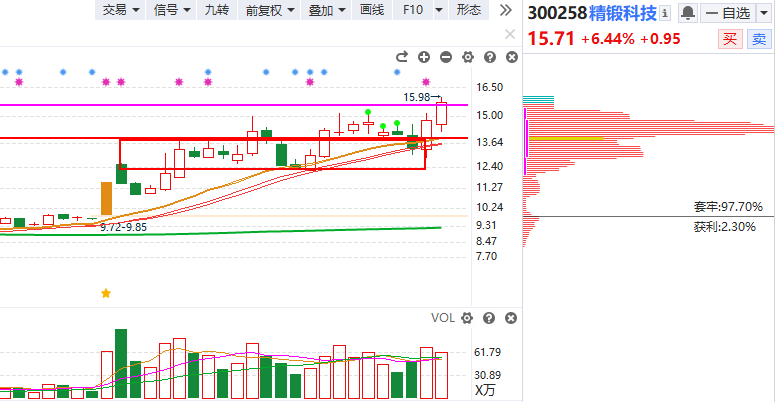 交易 信号 九转 前复权 叠加 画线 F10 形态
300258 精锻科技 自选
15.71 +6.44% +0.95 买 卖
15.98
16.50
15.00
13.64
12.40
11.27
10.24
9.31
8.47
7.70
9.72-9.85
套牢:97.70%
获利:2.30%
VOL
61.79
30.89
X万